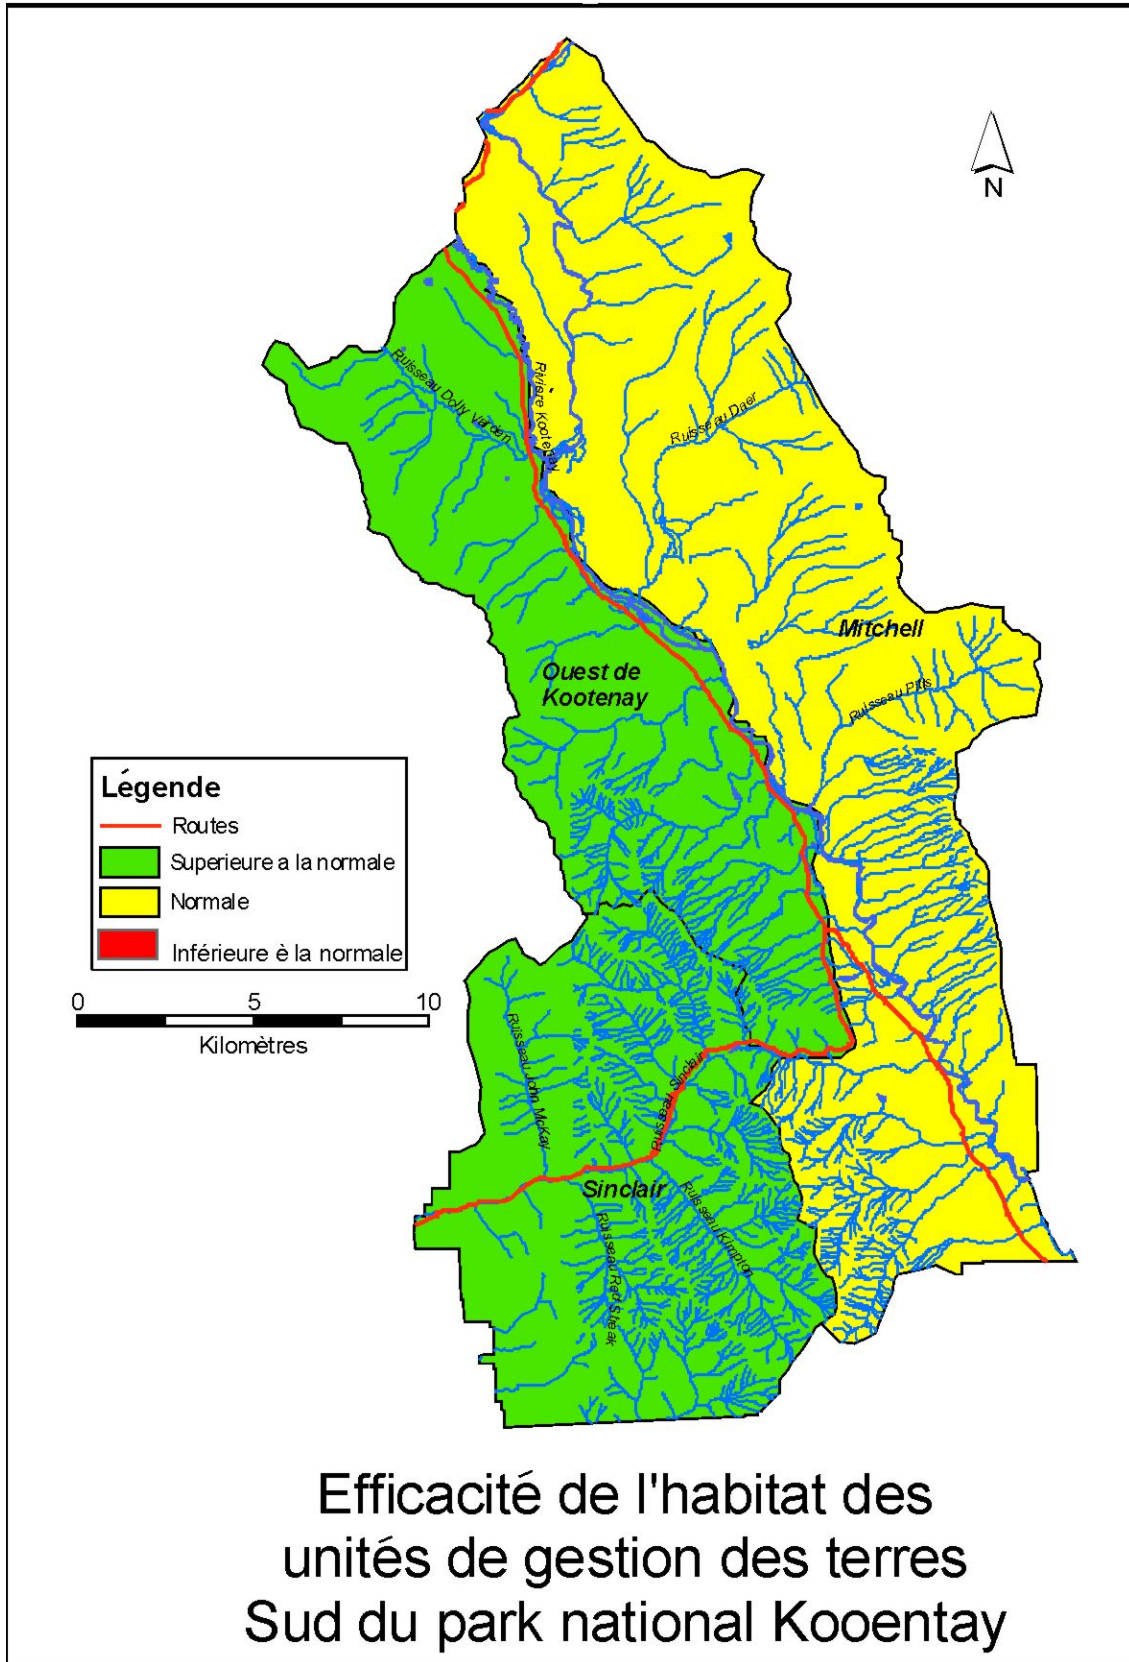 N
Ruisseau Dolly Varden
Rivière Kootenay
Ruisseau Daer
Mitchell
Ouest de
Kootenay
Ruisseau Pitts
Légende
Routes
Superieure a la normale
Normale
Inférieure è la normale
0 5 10
Kilomètres
Ruisseau John McKay
Ruisseau Sinclair
Sinclair
Ruisseau Kimpton
Ruisseau Red Streak
Efficacité de l'habitat des
unités de gestion des terres
Sud du park national Kooentay